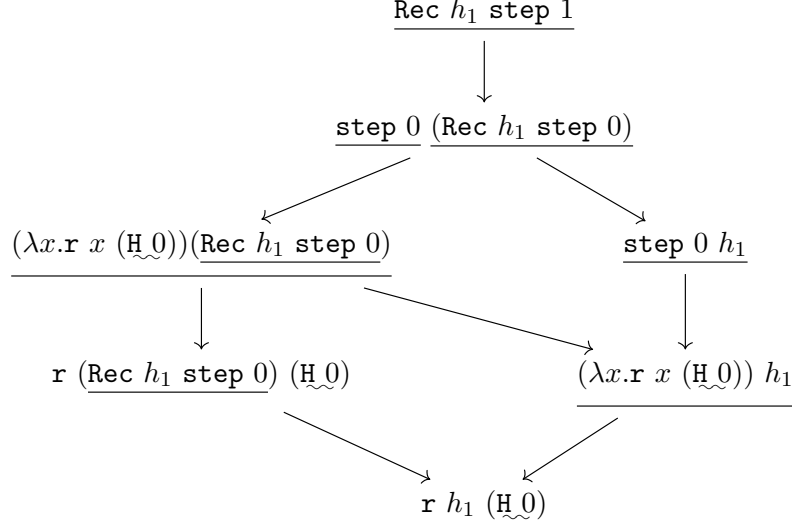 Rec h₁ step 1
step 0 (Rec h₁ step 0)
(λx.r x (H 0))(Rec h₁ step 0)
step 0 h₁
r (Rec h₁ step 0) (H 0)
(λx.r x (H 0)) h₁
r h₁ (H 0)